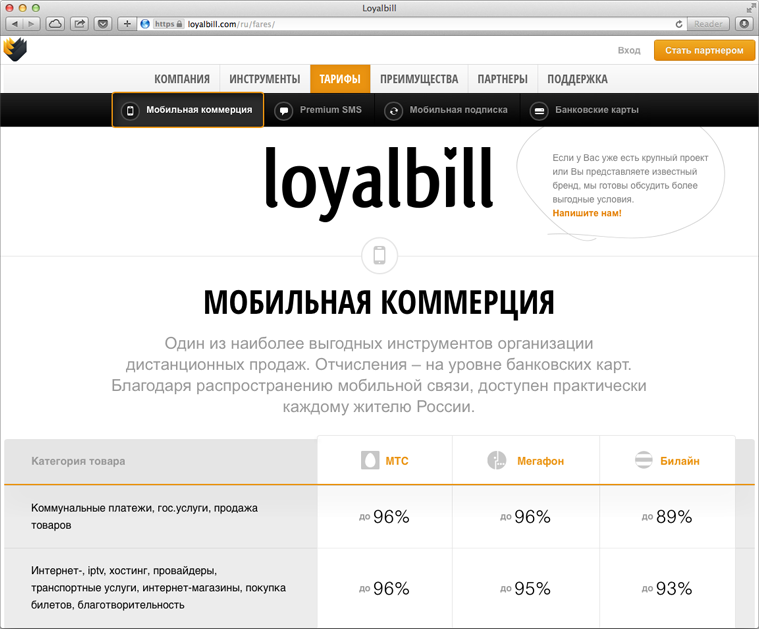 Loyalbill
https loyalbill.com/ru/fares/
Reader
Вход
Стать партнером
КОМПАНИЯ ИНСТРУМЕНТЫ ТАРИФЫ ПРЕИМУЩЕСТВА ПАРТНЕРЫ ПОДДЕРЖКА
Мобильная коммерция Premium SMS Мобильная подписка Банковские карты
loyalbill
Если у Вас уже есть крупный проект
или Вы представляете известный
бренд, мы готовы обсудить более
выгодные условия.
Напишите нам!
МОБИЛЬНАЯ КОММЕРЦИЯ
Один из наиболее выгодных инструментов организации
дистанционных продаж. Отчисления – на уровне банковских карт.
Благодаря распространению мобильной связи, доступен практически
каждому жителю России.
Категория товара МТС Мегафон Билайн
Коммунальные платежи, гос.услуги, продажа
товаров
до 96% до 96% до 89%
Интернет-, iptv, хостинг, провайдеры,
транспортные услуги, интернет-магазины, покупка
билетов, благотворительность
до 96% до 95% до 93%